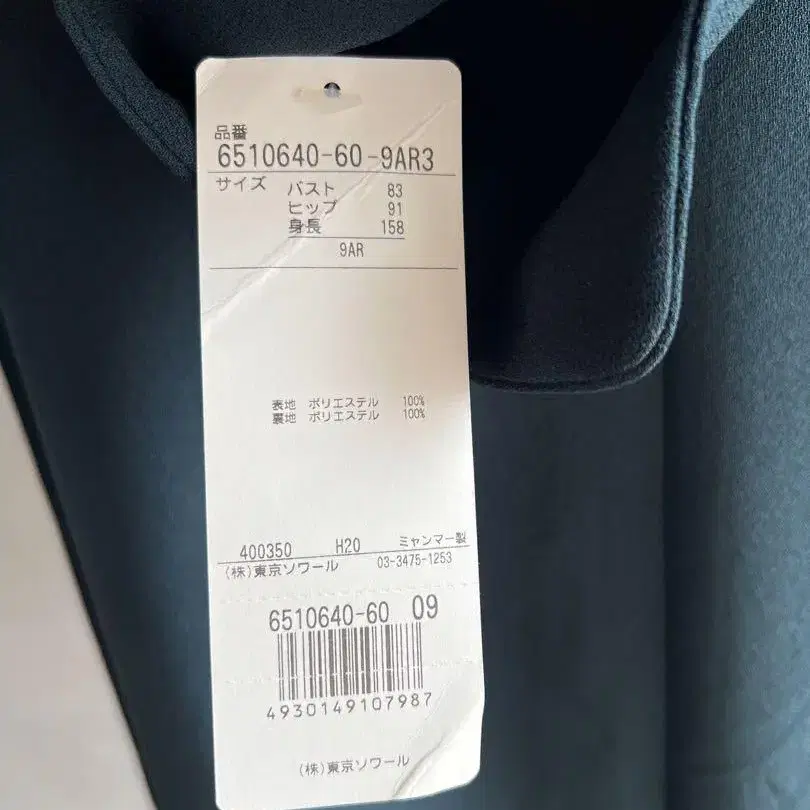 品番
6510640-60-9AR3
サイズ バスト 83
ヒップ 91
身長 158
9AR
表地 ポリエステル 100%
裏地 ポリエステル 100%
400350 H20 ミャンマー製
(株)東京ソワール 03-3475-1253
6510640-60 09
4930149107987
(株)東京ソワール